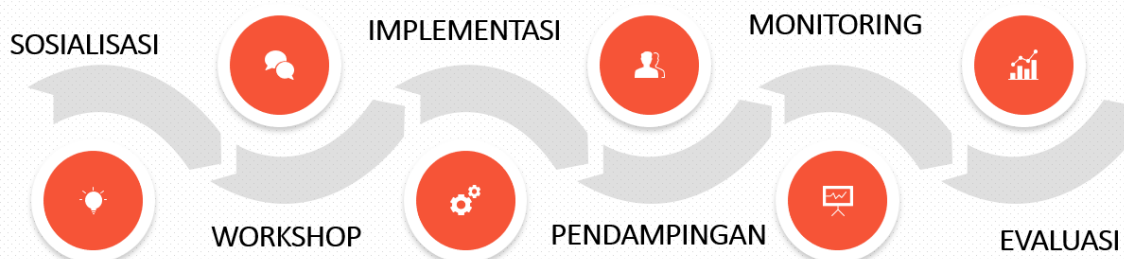 SOSIALISASI
WORKSHOP
IMPLEMENTASI
PENDAMPINGAN
MONITORING
EVALUASI